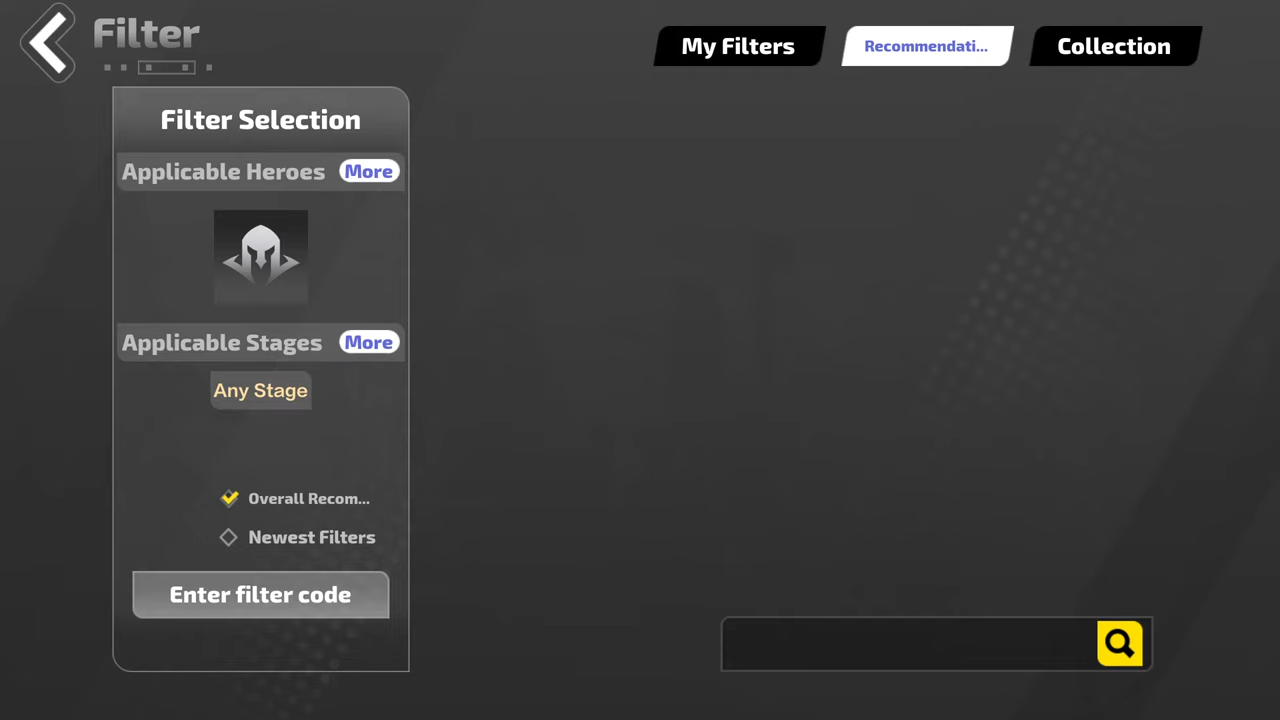 Filter
My Filters
Recommendati...
Collection
Filter Selection
Applicable Heroes
More
Applicable Stages
More
Any Stage
Overall Recom...
Newest Filters
Enter filter code